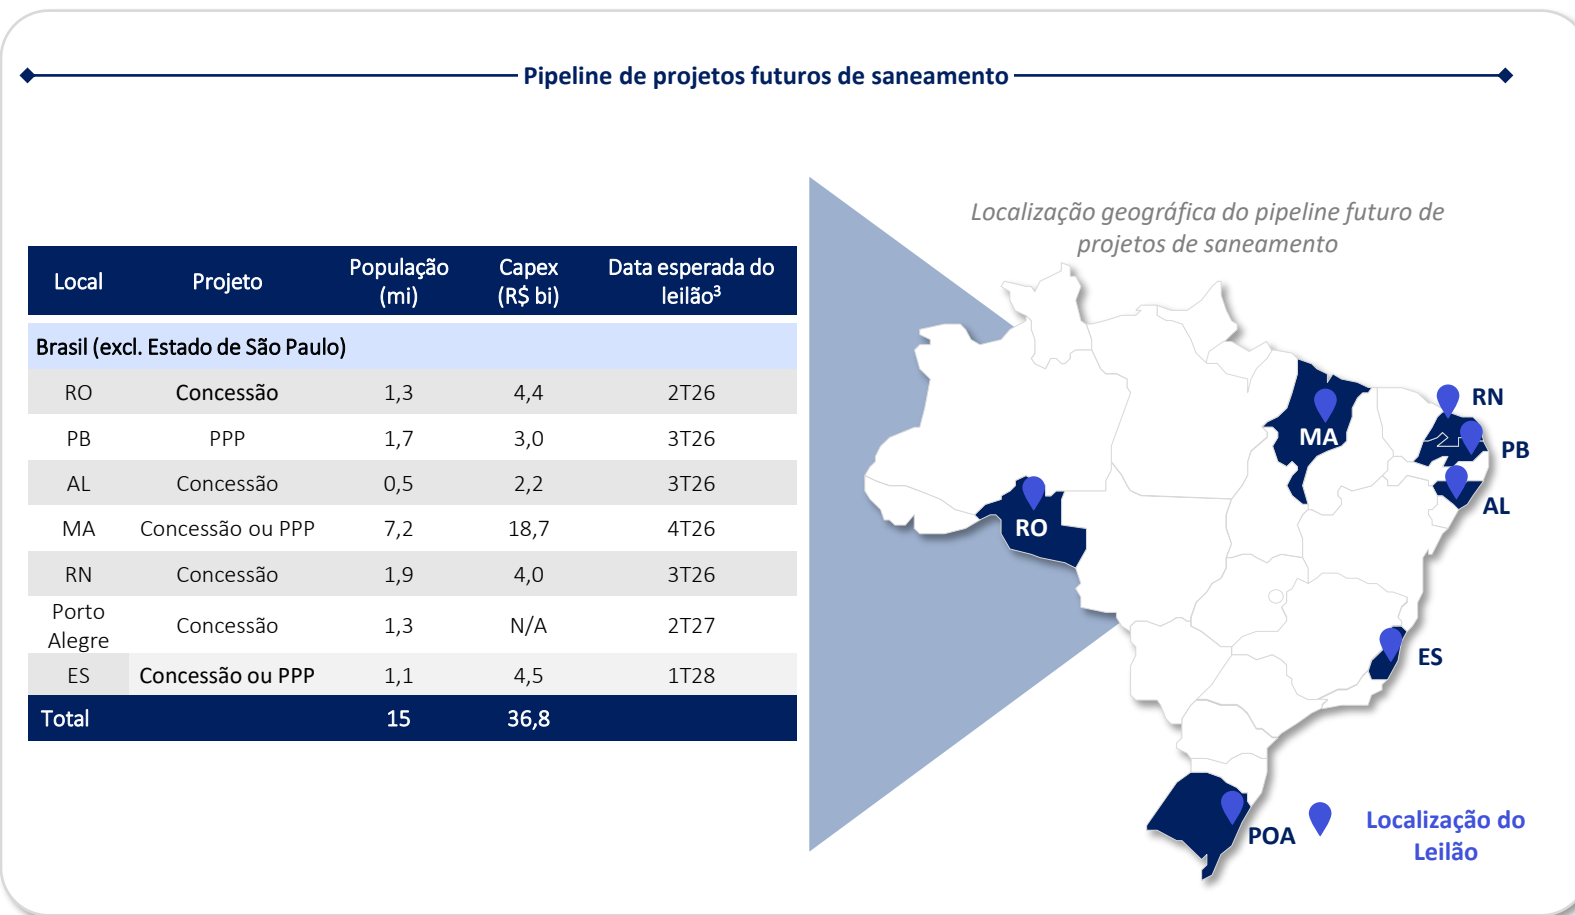 Pipeline de projetos futuros de saneamento
Localização geográfica do pipeline futuro de
projetos de saneamento
Local Projeto População (mi) Capex (R$ bi) Data esperada do leilão³
Brasil (excl. Estado de São Paulo)
RO Concessão 1,3 4,4 2T26
PB PPP 1,7 3,0 3T26
AL Concessão 0,5 2,2 3T26
MA Concessão ou PPP 7,2 18,7 4T26
RN Concessão 1,9 4,0 3T26
Porto Alegre Concessão 1,3 N/A 2T27
ES Concessão ou PPP 1,1 4,5 1T28
Total 15 36,8
RN
MA
PB
AL
RO
ES
POA
Localização do
Leilão